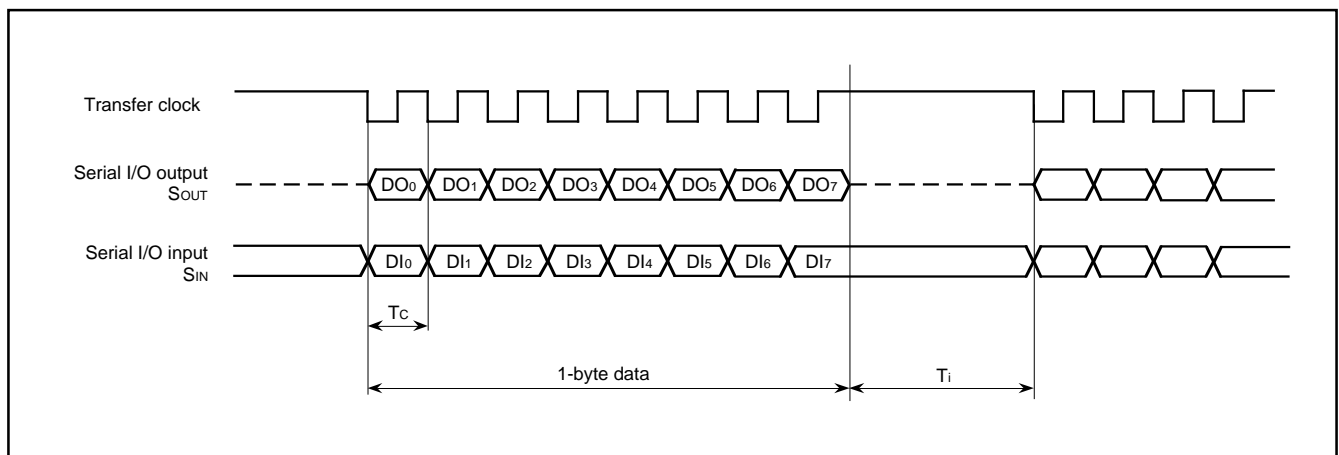 Transfer clock
Serial I/O output
SOUT
DO0 DO1 DO2 DO3 DO4 DO5 DO6 DO7
Serial I/O input
SIN
DI0 DI1 DI2 DI3 DI4 DI5 DI6 DI7
TC
1-byte data
Ti